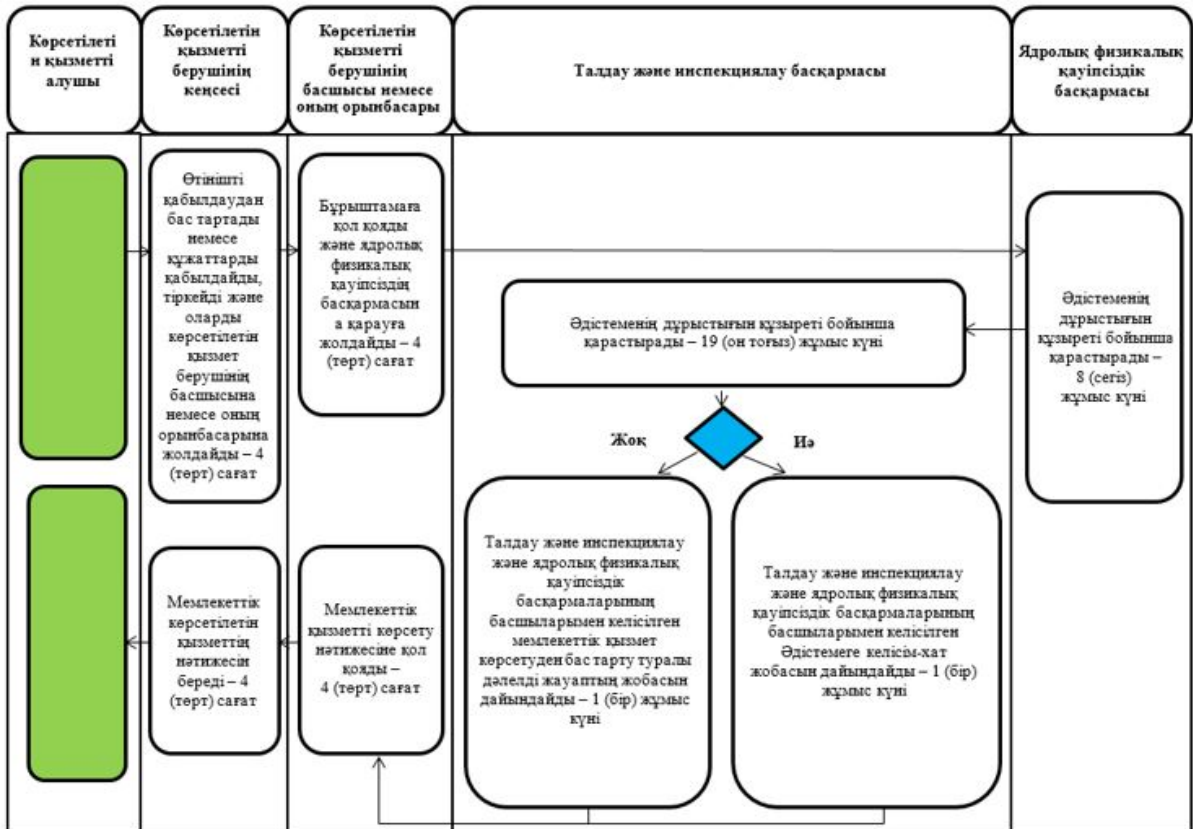 Көрсетілеті
н қызметті
алушы
Көрсетілетін
қызметті
берушінің
кеңсесі
Көрсетілетін
қызметті
берушінің
басшысы немесе
оның орынбасары
Талдау және инспекциялау басқармасы
Ядролық физикалық
қауіпсіздік
басқармасы
Өтінішті
қабылдаудан
бас тартады
немесе
құжаттарды
қабылдайды,
тіркейді және
оларды
көрсетілетін
қызмет
берушінің
басшысына
немесе оның
орынбасарына
жолдайды – 4
(төрт) сағат
Бұрыштамаға
қол қояды
және ядролық
физикалық
қауіпсіздің
басқармасын
а қарауға
жолдайды – 4
(төрт) сағат
Әдістеменің дұрыстығын құзыреті бойынша
қарастырады – 19 (он тоғыз) жұмыс күні
Әдістеменің
дұрыстығын
құзыреті бойынша
қарастырады –
8 (сегіз)
жұмыс күні
Жоқ
Иә
Талдау және инспекциялау
және ядролық физикалық
қауіпсіздік
басқармаларының
басшыларымен келісілген
мемлекеттік қызмет
көрсетуден бас тарту туралы
дәлелді жауаптың жобасын
дайындайды – 1 (бір) жұмыс
күні
Талдау және инспекциялау
және ядролық физикалық
қауіпсіздік басқармаларының
басшыларымен келісілген
Әдістемеге келісім-хат
жобасын дайындайды – 1 (бір)
жұмыс күні
Мемлекеттік
көрсетілетін
қызметтің
нәтижесін
береді – 4
(төрт) сағат
Мемлекеттік
қызметті көрсету
нәтижесіне қол
қояды –
4 (төрт) сағат